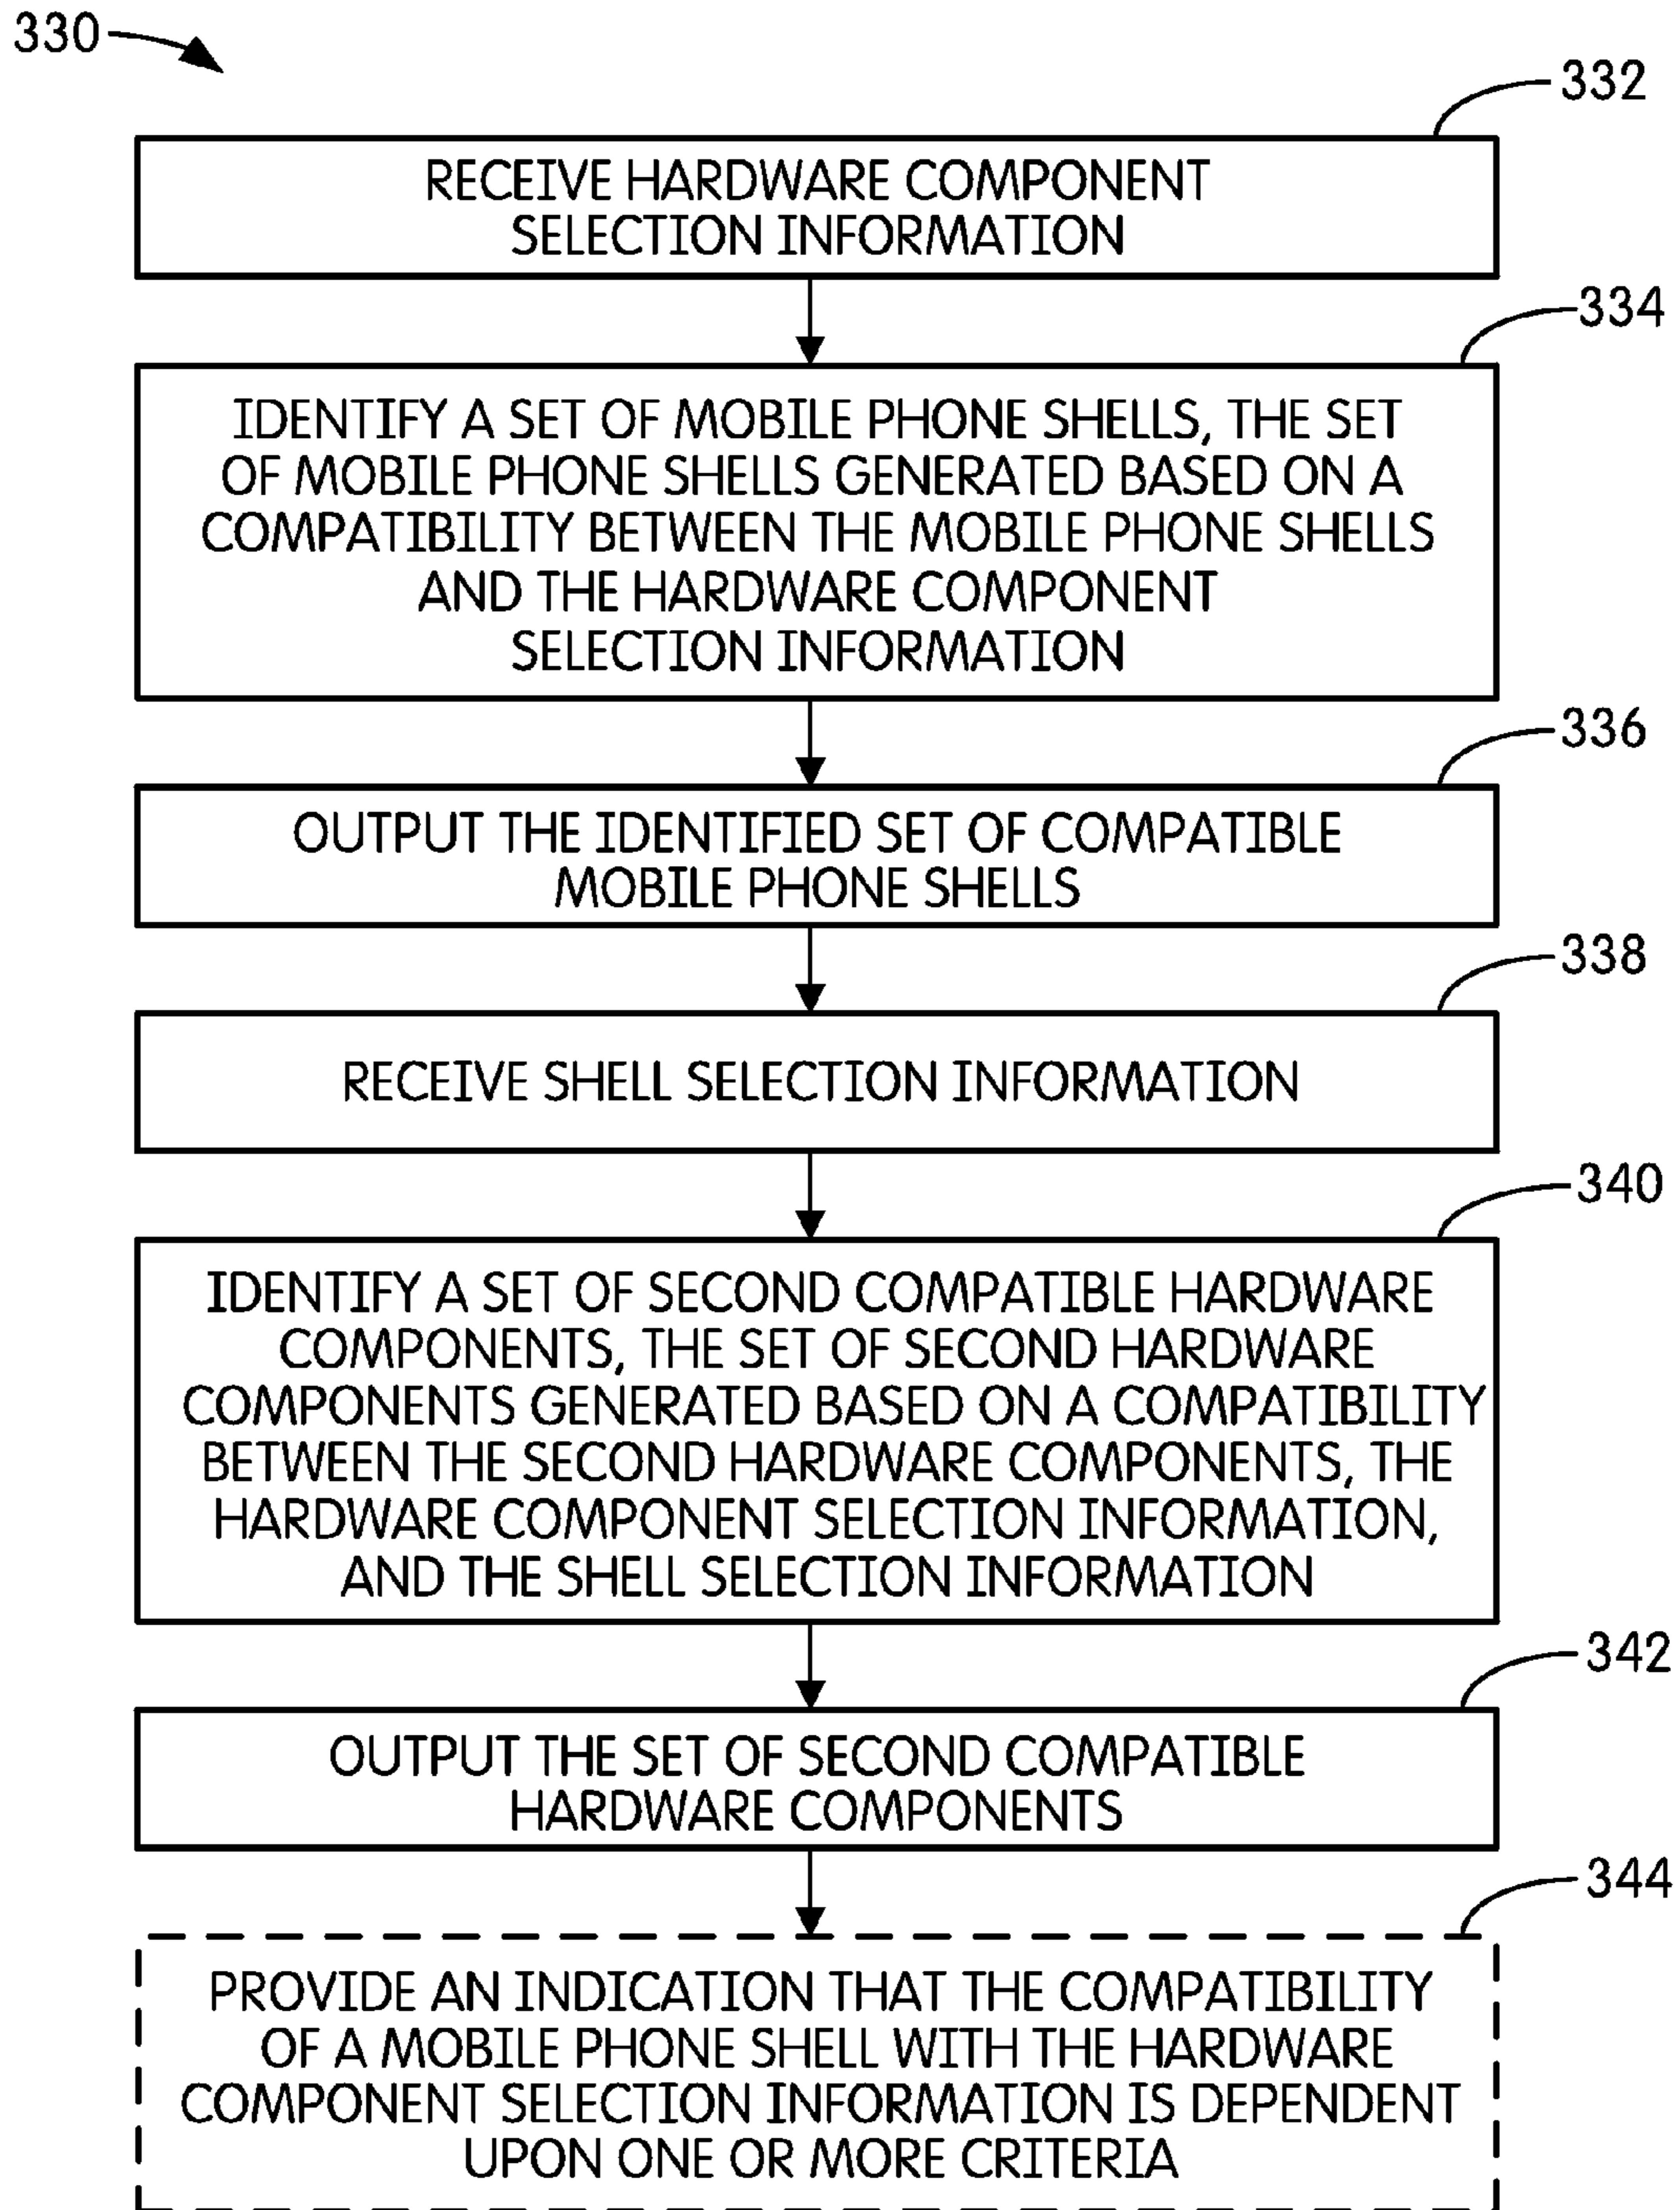 330
332
RECEIVE HARDWARE COMPONENT
SELECTION INFORMATION
334
IDENTIFY A SET OF MOBILE PHONE SHELLS, THE SET
OF MOBILE PHONE SHELLS GENERATED BASED ON A
COMPATIBILITY BETWEEN THE MOBILE PHONE SHELLS
AND THE HARDWARE COMPONENT
SELECTION INFORMATION
336
OUTPUT THE IDENTIFIED SET OF COMPATIBLE
MOBILE PHONE SHELLS
338
RECEIVE SHELL SELECTION INFORMATION
340
IDENTIFY A SET OF SECOND COMPATIBLE HARDWARE
COMPONENTS, THE SET OF SECOND HARDWARE
COMPONENTS GENERATED BASED ON A COMPATIBILITY
BETWEEN THE SECOND HARDWARE COMPONENTS, THE
HARDWARE COMPONENT SELECTION INFORMATION,
AND THE SHELL SELECTION INFORMATION
342
OUTPUT THE SET OF SECOND COMPATIBLE
HARDWARE COMPONENTS
344
PROVIDE AN INDICATION THAT THE COMPATIBILITY
OF A MOBILE PHONE SHELL WITH THE HARDWARE
COMPONENT SELECTION INFORMATION IS DEPENDENT
UPON ONE OR MORE CRITERIA